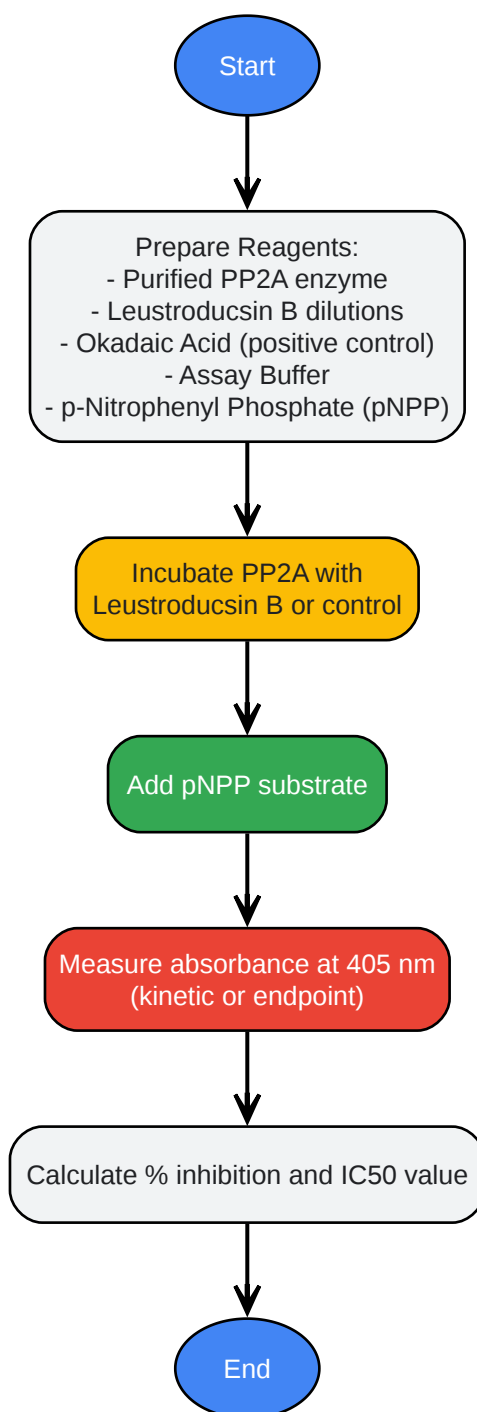 Start
Prepare Reagents:
- Purified PP2A enzyme
- Leustroducsin B dilutions
- Okadaic Acid (positive control)
- Assay Buffer
- p-Nitrophenyl Phosphate (pNPP)
Incubate PP2A with
Leustroducsin B or control
Add pNPP substrate
Measure absorbance at 405 nm
(kinetic or endpoint)
Calculate % inhibition and IC50 value
End